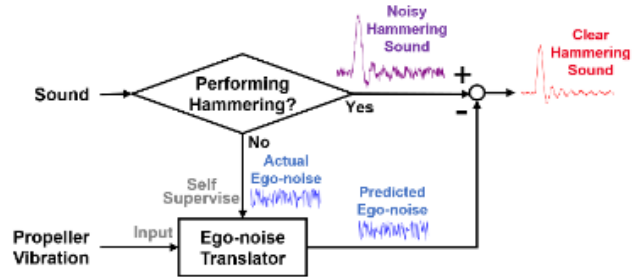 Noisy
Hammering
Sound
Clear
Hammering
Sound
Performing
Hammering?
Sound
Yes
+
-
No
Actual
Ego-noise
Self
Supervise
Predicted
Ego-noise
Propeller
Vibration
Input
Ego-noise
Translator